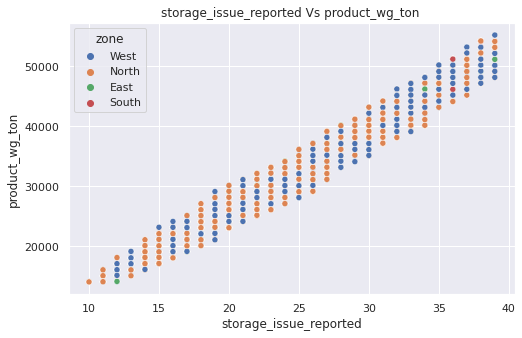 storage_issue_reported Vs product_wg_ton
zone
West
North
East
South
50000
40000
30000
20000
product_wg_ton
10 15 20 25 30 35 40
storage_issue_reported